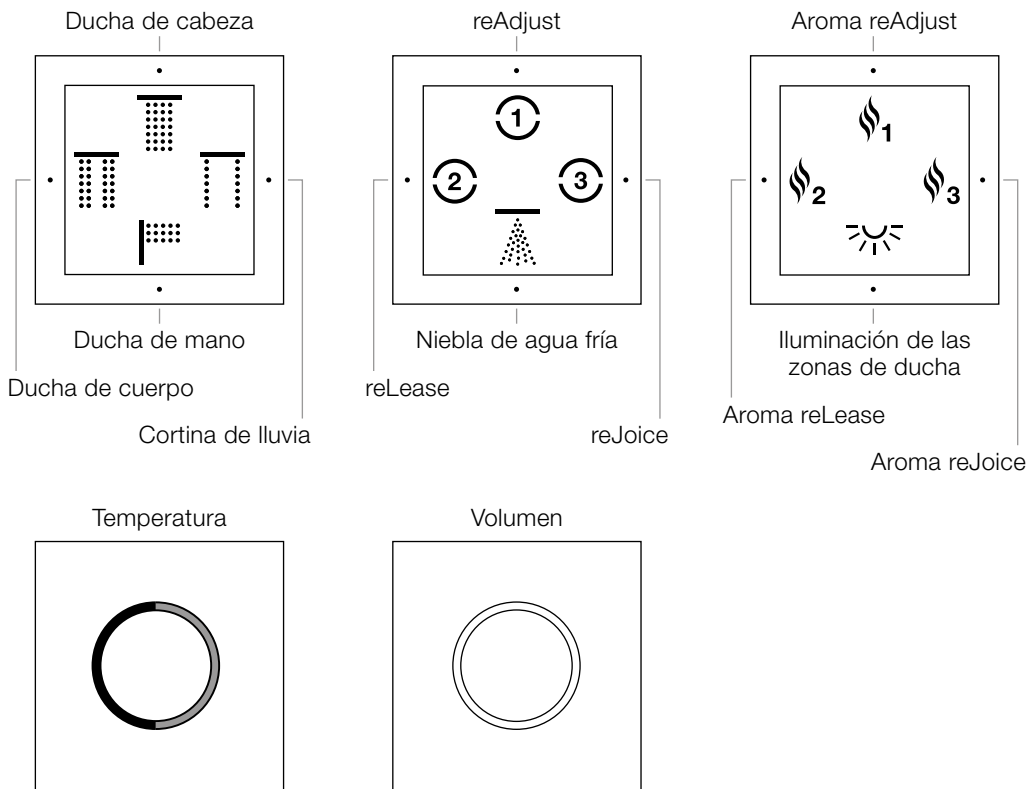 Ducha de cabeza
reAdjust
Aroma reAdjust
1
2
3
1
2
3
Ducha de mano
Niebla de agua fría
Iluminación de las
zonas de ducha
Ducha de cuerpo
reLease
Aroma reLease
Cortina de lluvia
reJoice
Aroma reJoice
Temperatura
Volumen